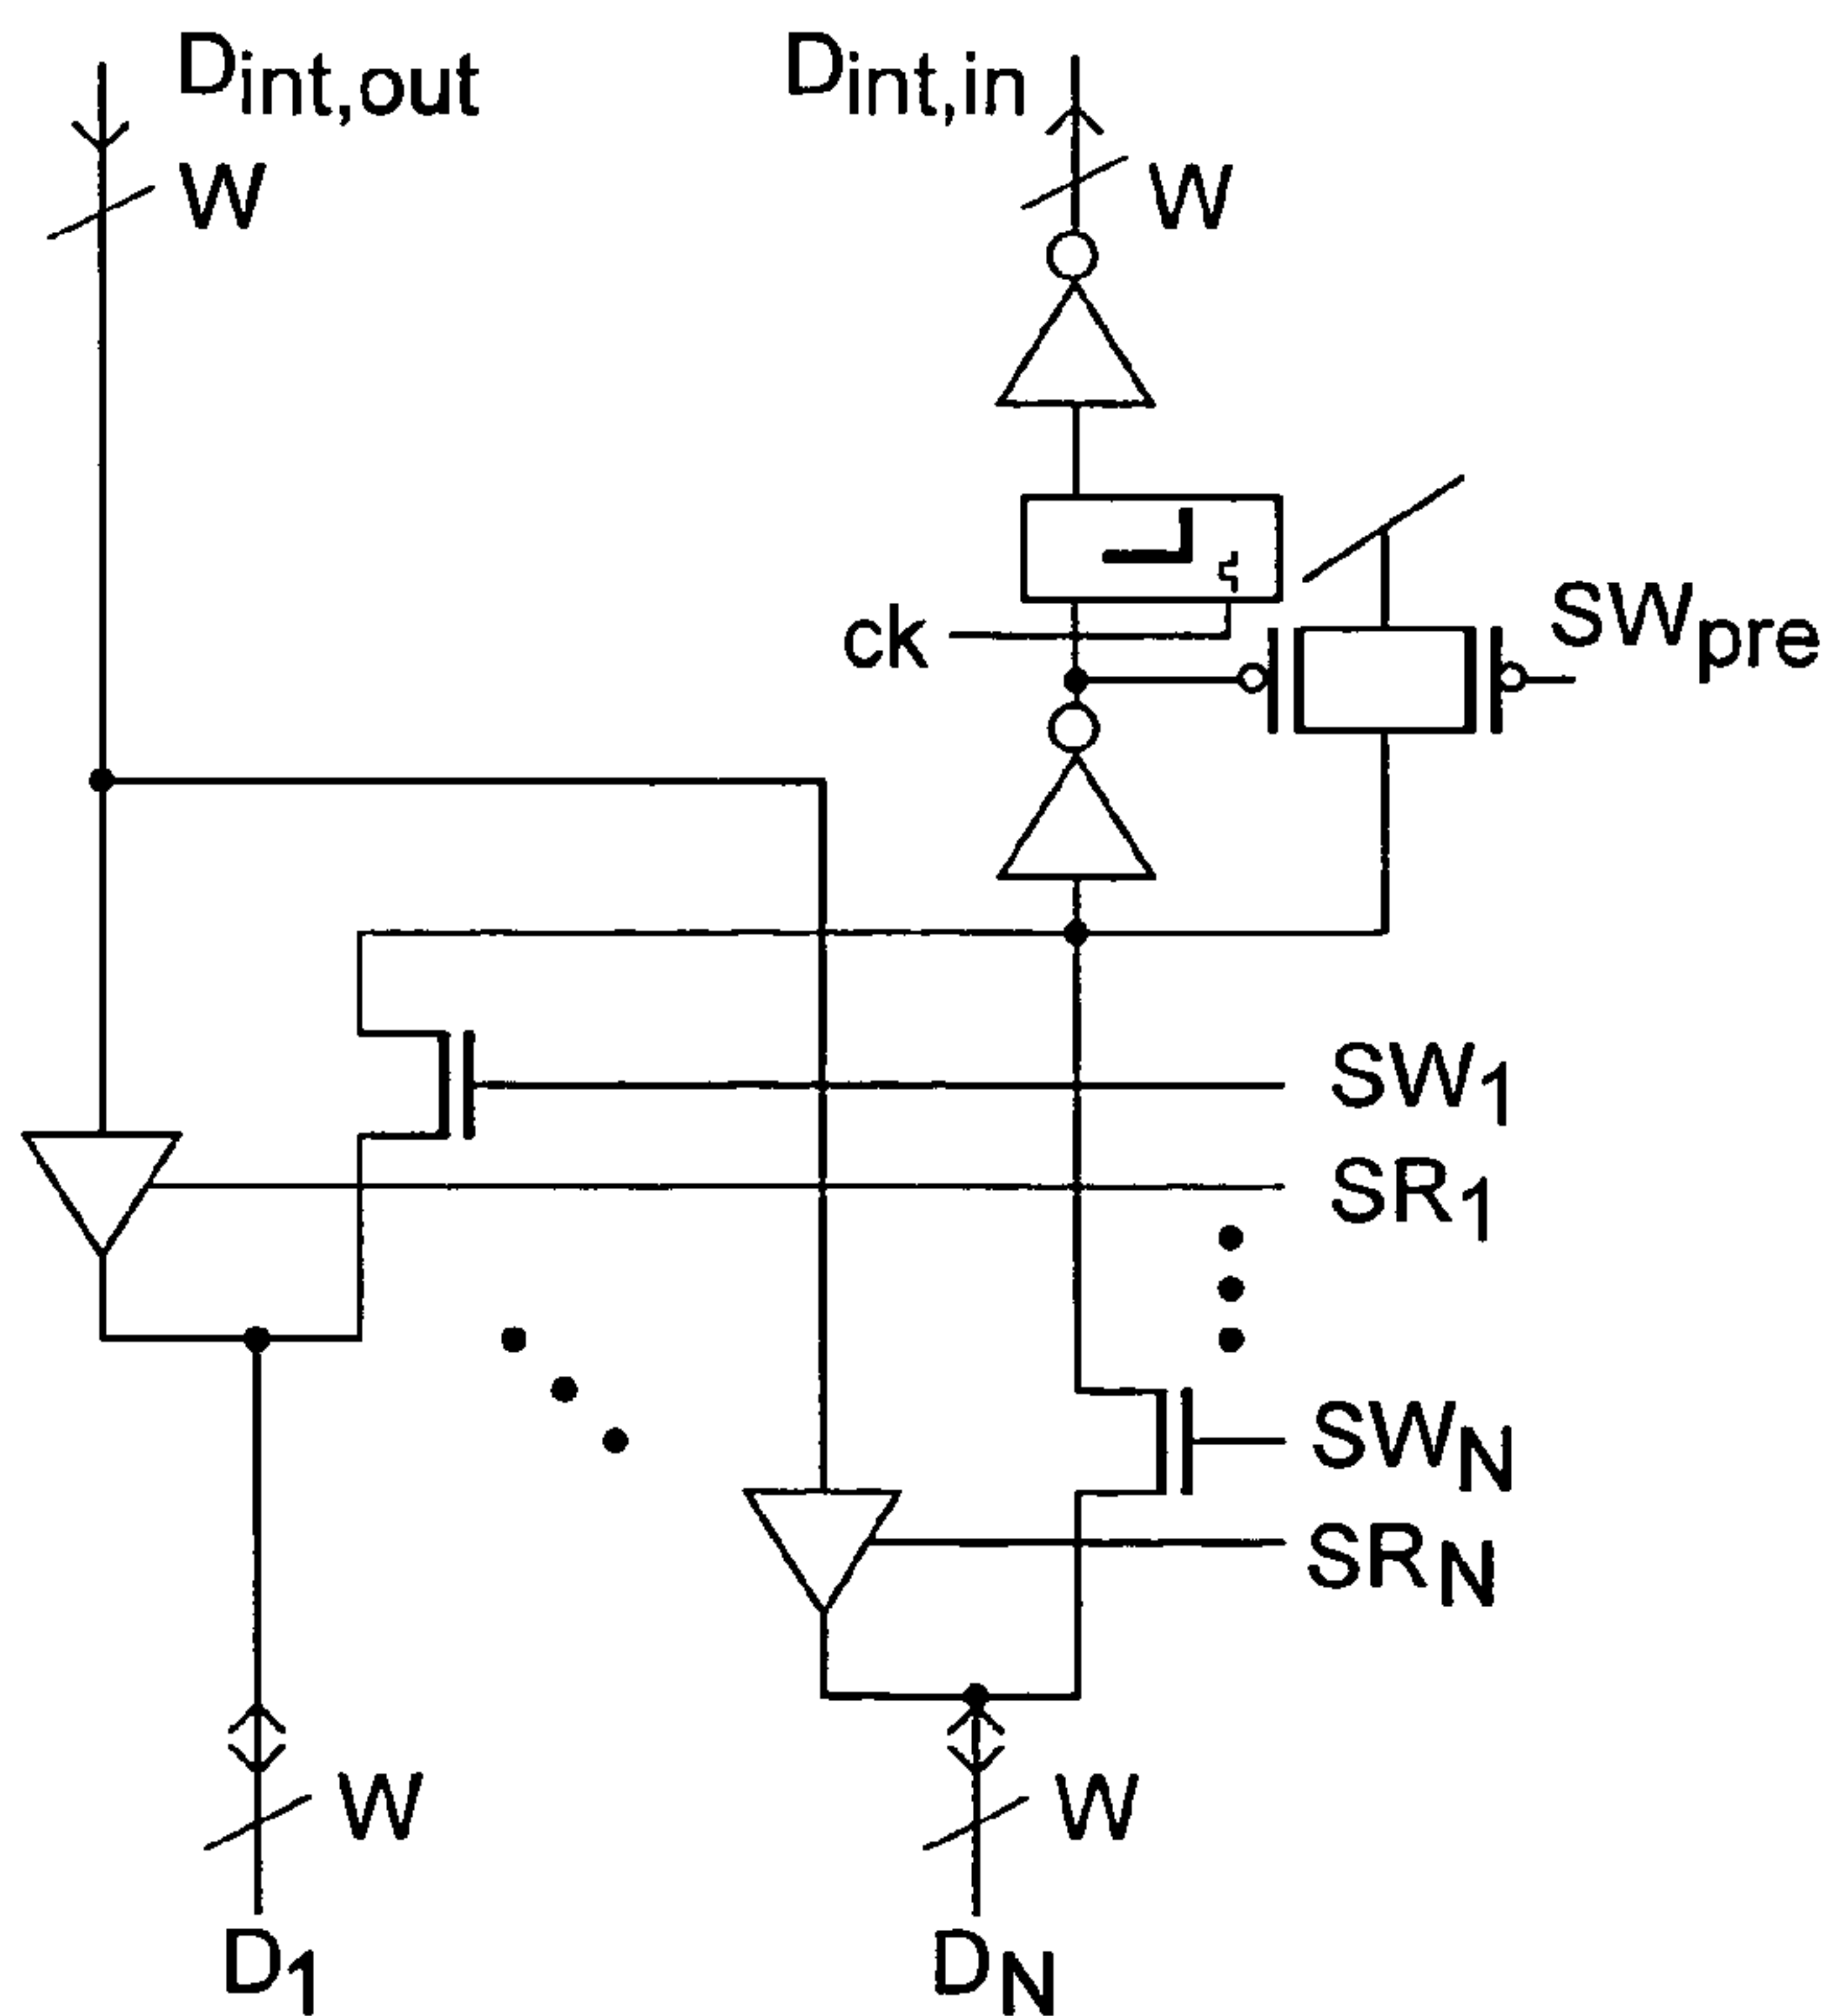 Dint,out
Dint,in
W
W
L
ck
SWpre
SW1
SR1
SWN
SRN
W
W
D1
DN